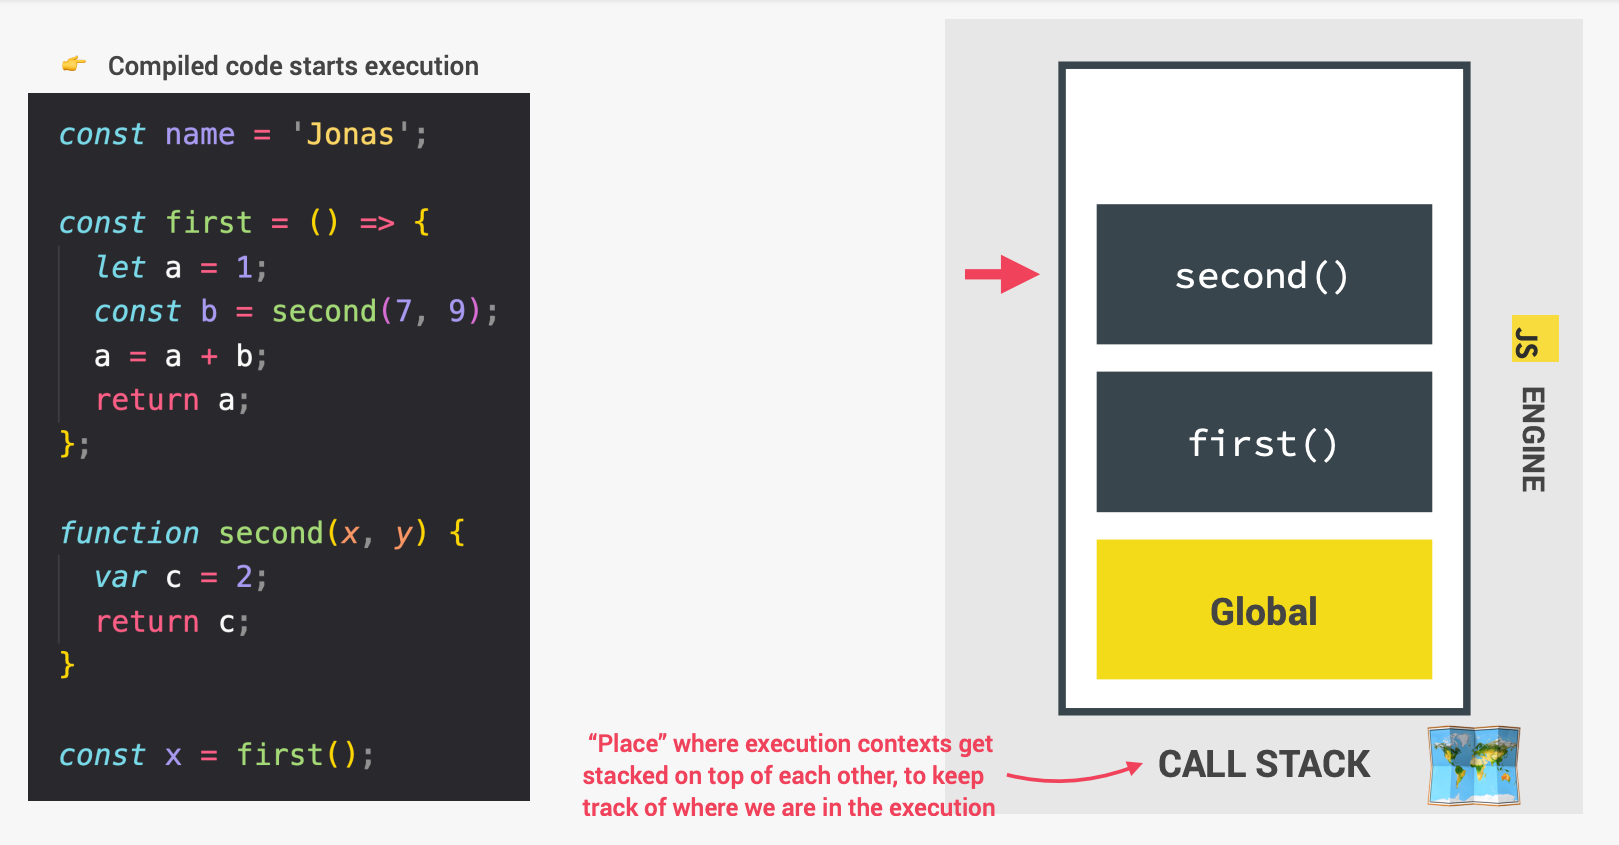 Compiled code starts execution
const name = 'Jonas';
const first = () => {
let a = 1;
const b = second(7, 9);
a = a + b;
return a;
};
function second(x, y) {
var c = 2;
return c;
}
const x = first();
second()
first()
Global
JS
ENGINE
“Place” where execution contexts get
stacked on top of each other, to keep
track of where we are in the execution
CALL STACK